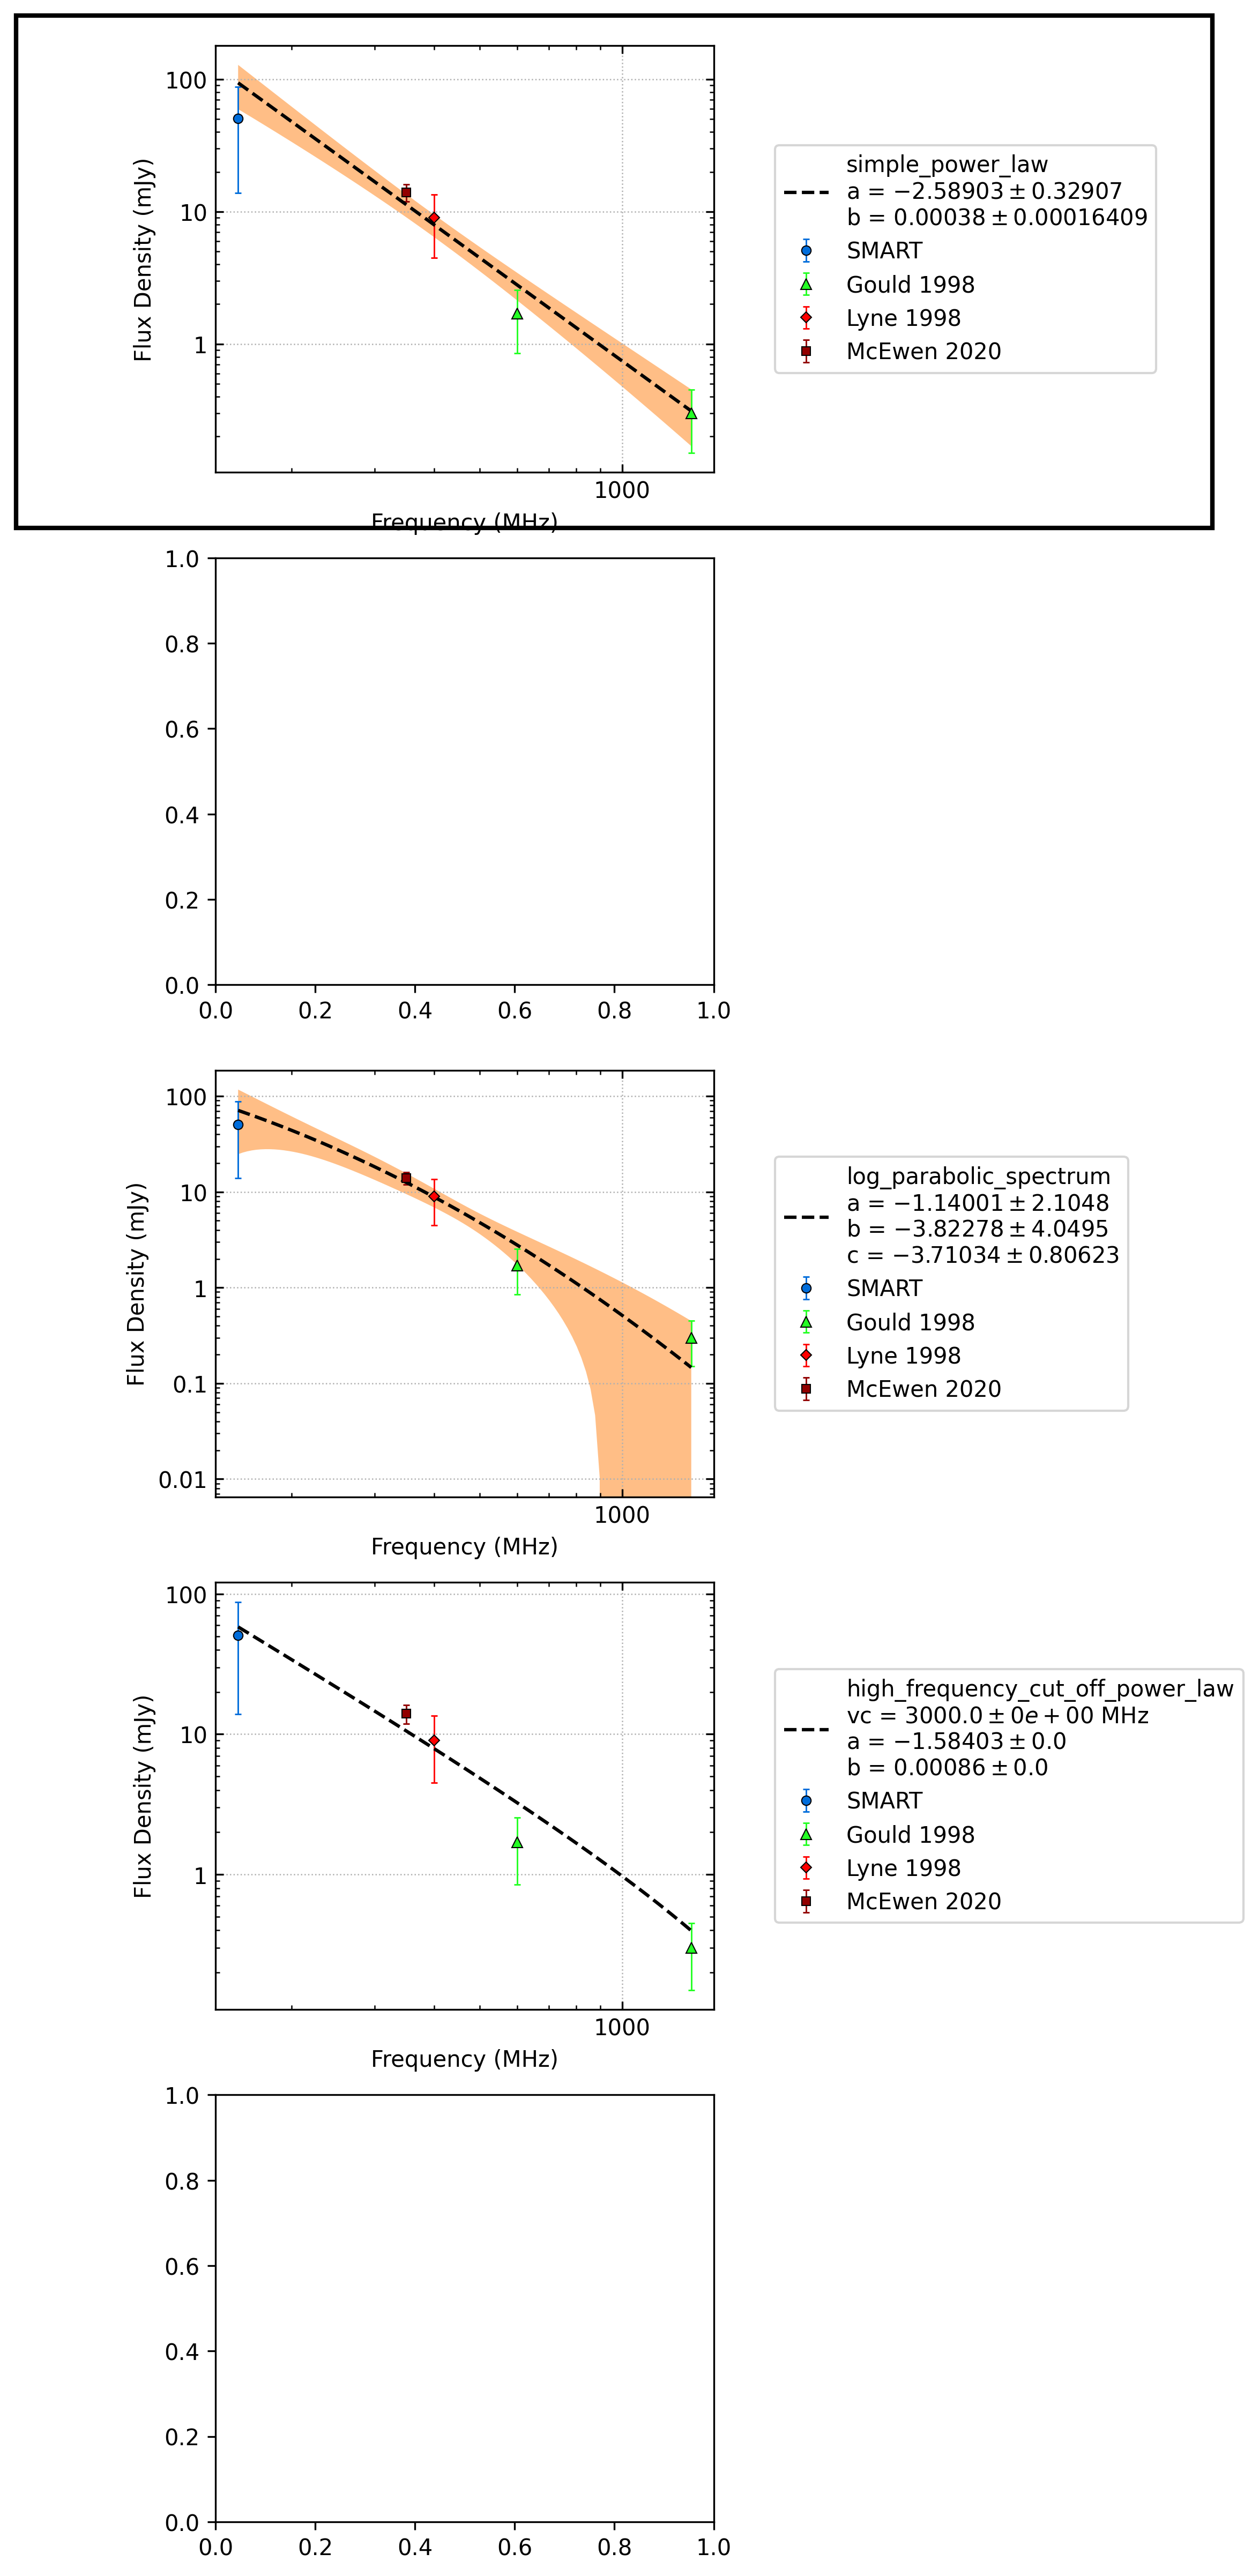 100
10
1
Flux Density (mJy)
1000
Frequency (MHz)
simple_power_law
a = −2.58903 ± 0.32907
b = 0.00038 ± 0.00016409
SMART
Gould 1998
Lyne 1998
McEwen 2020
1.0
0.8
0.6
0.4
0.2
0.0
0.0 0.2 0.4 0.6 0.8 1.0
100
10
1
0.1
0.01
Flux Density (mJy)
1000
Frequency (MHz)
log_parabolic_spectrum
a = −1.14001 ± 2.1048
b = −3.82278 ± 4.0495
c = −3.71034 ± 0.80623
SMART
Gould 1998
Lyne 1998
McEwen 2020
100
10
1
Flux Density (mJy)
1000
Frequency (MHz)
high_frequency_cut_off_power_law
vc = 3000.0 ± 0e + 00 MHz
a = −1.58403 ± 0.0
b = 0.00086 ± 0.0
SMART
Gould 1998
Lyne 1998
McEwen 2020
1.0
0.8
0.6
0.4
0.2
0.0
0.0 0.2 0.4 0.6 0.8 1.0